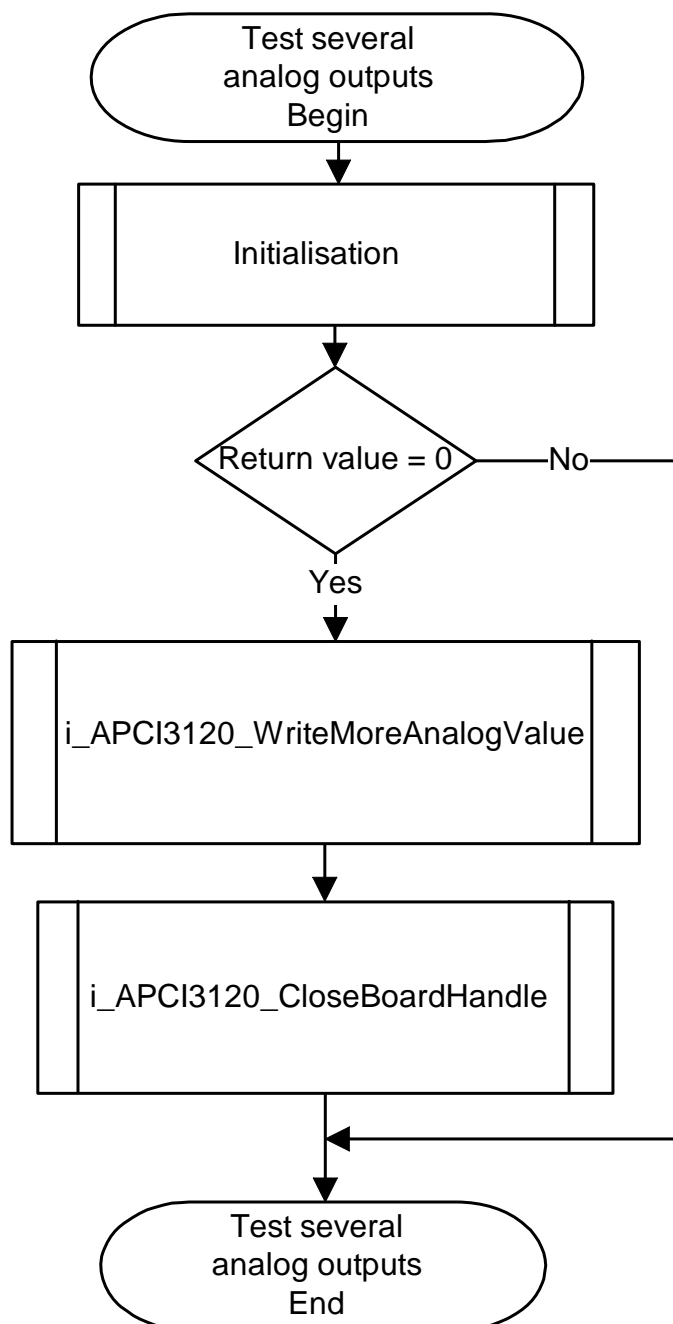 Test several
analog outputs
Begin
Initialisation
Return value = 0
No
Yes
i_APCI3120_WriteMoreAnalogValue
i_APCI3120_CloseBoardHandle
Test several
analog outputs
End